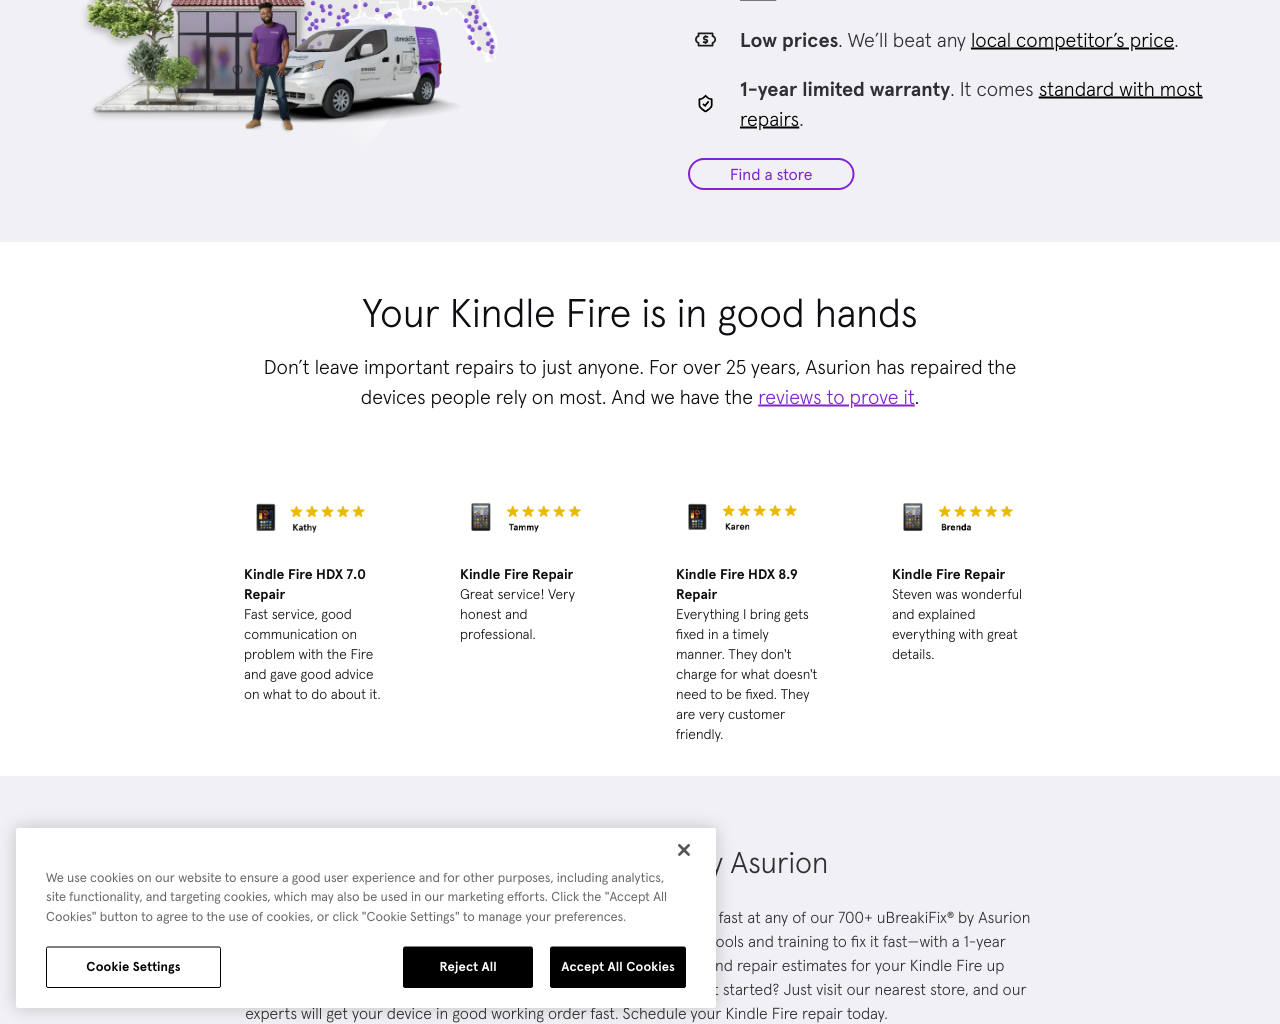 Low prices. We’ll beat any local competitor’s price.
1-year limited warranty. It comes standard with most
repairs.
Find a store
Your Kindle Fire is in good hands
Don’t leave important repairs to just anyone. For over 25 years, Asurion has repaired the
devices people rely on most. And we have the reviews to prove it.
Kathy
Kindle Fire HDX 7.0
Repair
Fast service, good
communication on
problem with the Fire
and gave good advice
on what to do about it.
Tammy
Kindle Fire Repair
Great service! Very
honest and
professional.
Karen
Kindle Fire HDX 8.9
Repair
Everything I bring gets
fixed in a timely
manner. They don't
charge for what doesn't
need to be fixed. They
are very customer
friendly.
Brenda
Kindle Fire Repair
Steven was wonderful
and explained
everything with great
details.
y Asurion
fast at any of our 700+ uBreakiFix® by Asurion
ools and training to fix it fast—with a 1-year
nd repair estimates for your Kindle Fire up
started? Just visit our nearest store, and our
experts will get your device in good working order fast. Schedule your Kindle Fire repair today.
We use cookies on our website to ensure a good user experience and for other purposes, including analytics,
site functionality, and targeting cookies, which may also be used in our marketing efforts. Click the "Accept All
Cookies" button to agree to the use of cookies, or click "Cookie Settings" to manage your preferences.
Cookie Settings
Reject All
Accept All Cookies